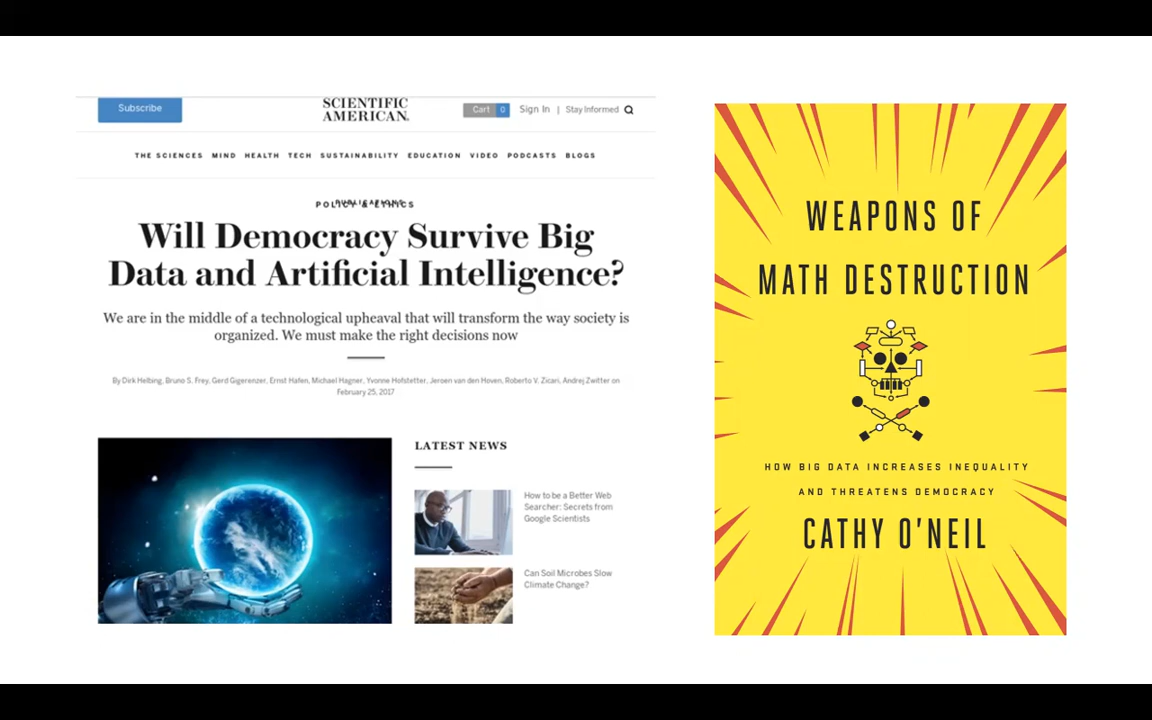 Subscribe
SCIENTIFIC
AMERICAN.
Cart 0 Sign In | Stay Informed
THE SCIENCES MIND HEALTH TECH SUSTAINABILITY EDUCATION VIDEO PODCASTS BLOGS
POLICY & ETHICS
PUBLICATIONS
Will Democracy Survive Big
Data and Artificial Intelligence?
We are in the middle of a technological upheaval that will transform the way society is
organized. We must make the right decisions now
By Dirk Helbing, Bruno S. Frey, Gerd Gigerenzer, Ernst Hafen, Michael Hagner, Yvonne Hofstetter, Jeroen van den Hoven, Roberto V. Zicari, Andrej Zwitter on
February 25, 2017
LATEST NEWS
How to be a Better Web
Searcher: Secrets from
Google Scientists
Can Soil Microbes Slow
Climate Change?
WEAPONS OF
MATH DESTRUCTION
HOW BIG DATA INCREASES INEQUALITY
AND THREATENS DEMOCRACY
CATHY O'NEIL